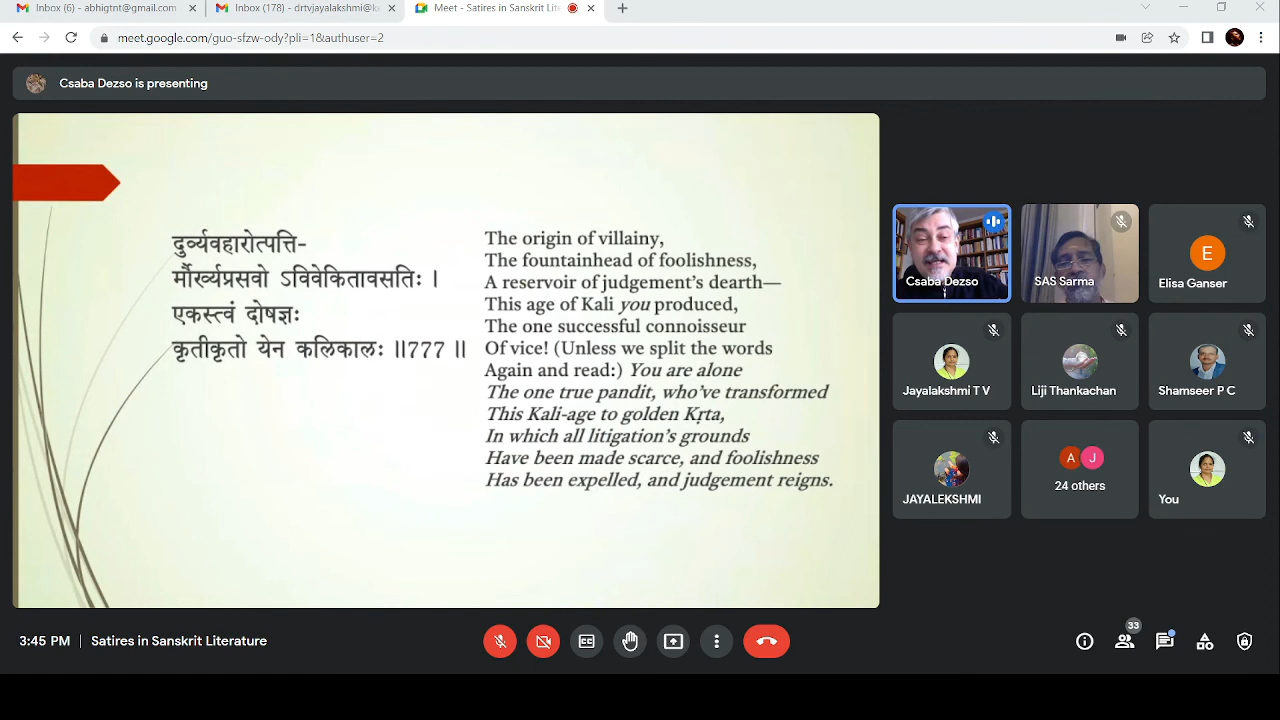 Inbox (6) - abhigtnt@gmail.com
Inbox (178) - drtvjayalakshmi@k
Meet - Satires in Sanskrit Lite
meet.google.com/guo-sfzw-ody?pli=1&authuser=2
Csaba Dezso is presenting
दुर्व्यवहारोत्पत्ति-
र्मौर्ख्यप्रसवो ऽविवेकितावसतिः ।
एकस्त्वं दोषज्ञः
कृतीकृतो येन कलिकालः ॥777 ॥
The origin of villainy,
The fountainhead of foolishness,
A reservoir of judgement’s dearth—
This age of Kali you produced,
The one successful connoisseur
Of vice! (Unless we split the words
Again and read:) You are alone
The one true pandit, who’ve transformed
This Kali-age to golden Kṛta,
In which all litigation’s grounds
Have been made scarce, and foolishness
Has been expelled, and judgement reigns.
Csaba Dezso
SAS Sarma
E
Elisa Ganser
Jayalakshmi T V
Liji Thankachan
Shamseer P C
JAYALEKSHMI
A J
24 others
You
3:45 PM | Satires in Sanskrit Literature
33